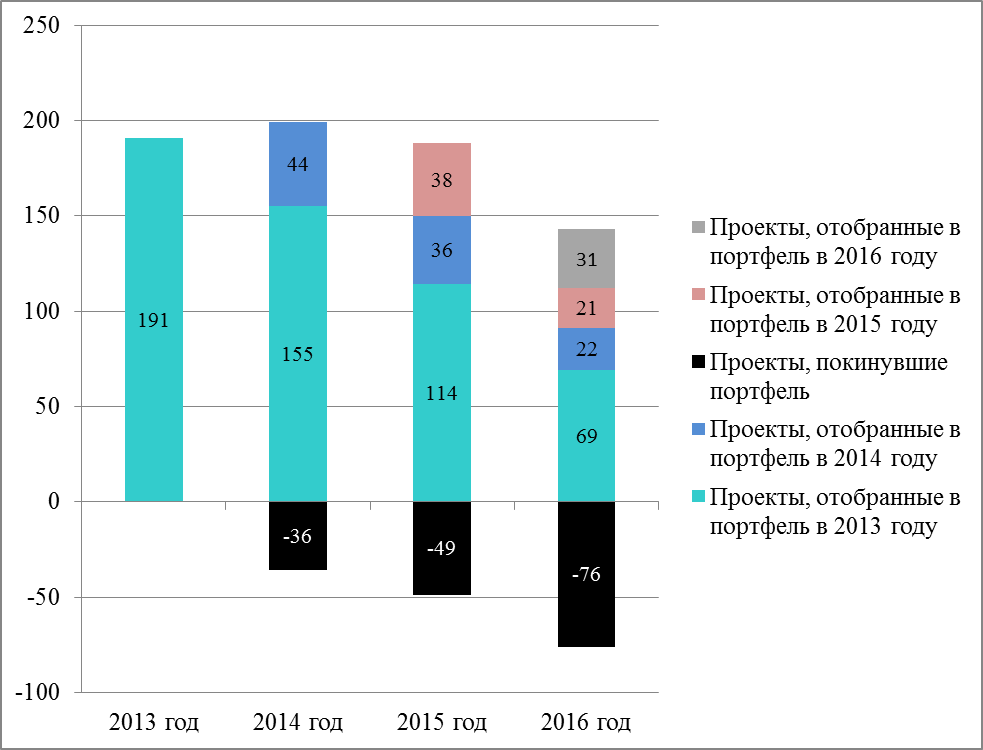 250
200
150
100
50
0
-50
-100
191
44
155
-36
38
36
114
-49
31
21
22
69
-76
2013 год
2014 год
2015 год
2016 год
Проекты, отобранные в
портфель в 2016 году
Проекты, отобранные в
портфель в 2015 году
Проекты, покинувшие
портфель
Проекты, отобранные в
портфель в 2014 году
Проекты, отобранные в
портфель в 2013 году